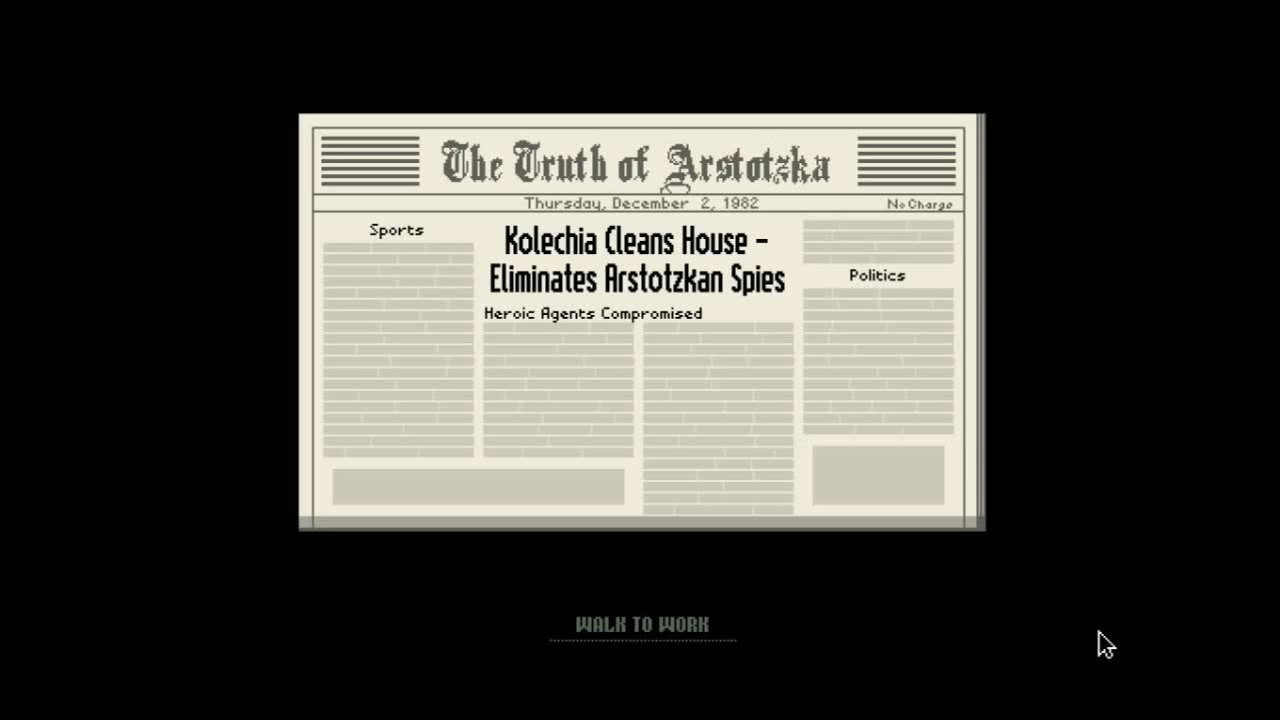 The Truth of Arstotzka
Thursday, December 2, 1982
No Charge
Sports
Kolechia Cleans House -
Eliminates Arstotzkan Spies
Heroic Agents Compromised
Politics
WALK TO WORK